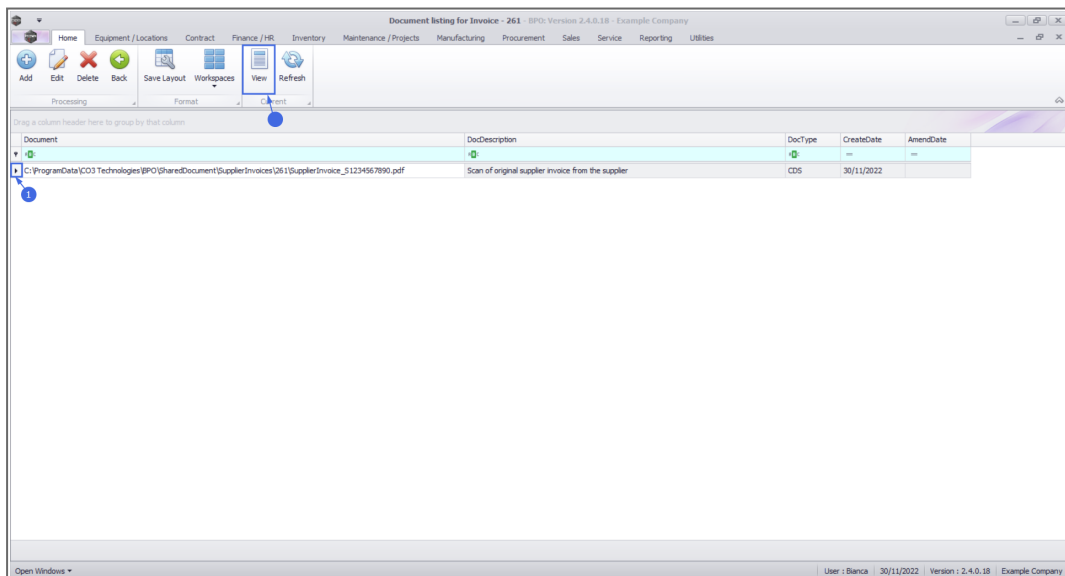 Document listing for Invoice - 261 - BPO: Version 2.4.0.18 - Example Company
Home Equipment / Locations Contract Finance / HR Inventory Maintenance / Projects Manufacturing Procurement Sales Service Reporting Utilities
Add Edit Delete Back Save Layout Workspaces View Refresh
Processing Format Current
Drag a column header here to group by that column
Document DocDescription DocType CreateDate AmendDate
C:\ProgramData\CO3 Technologies\BPO\SharedDocument\SupplierInvoices\261\SupplierInvoice_S1234567890.pdf Scan of original supplier invoice from the supplier CDS 30/11/2022
1
Open Windows User : Bianca 30/11/2022 Version : 2.4.0.18 Example Company